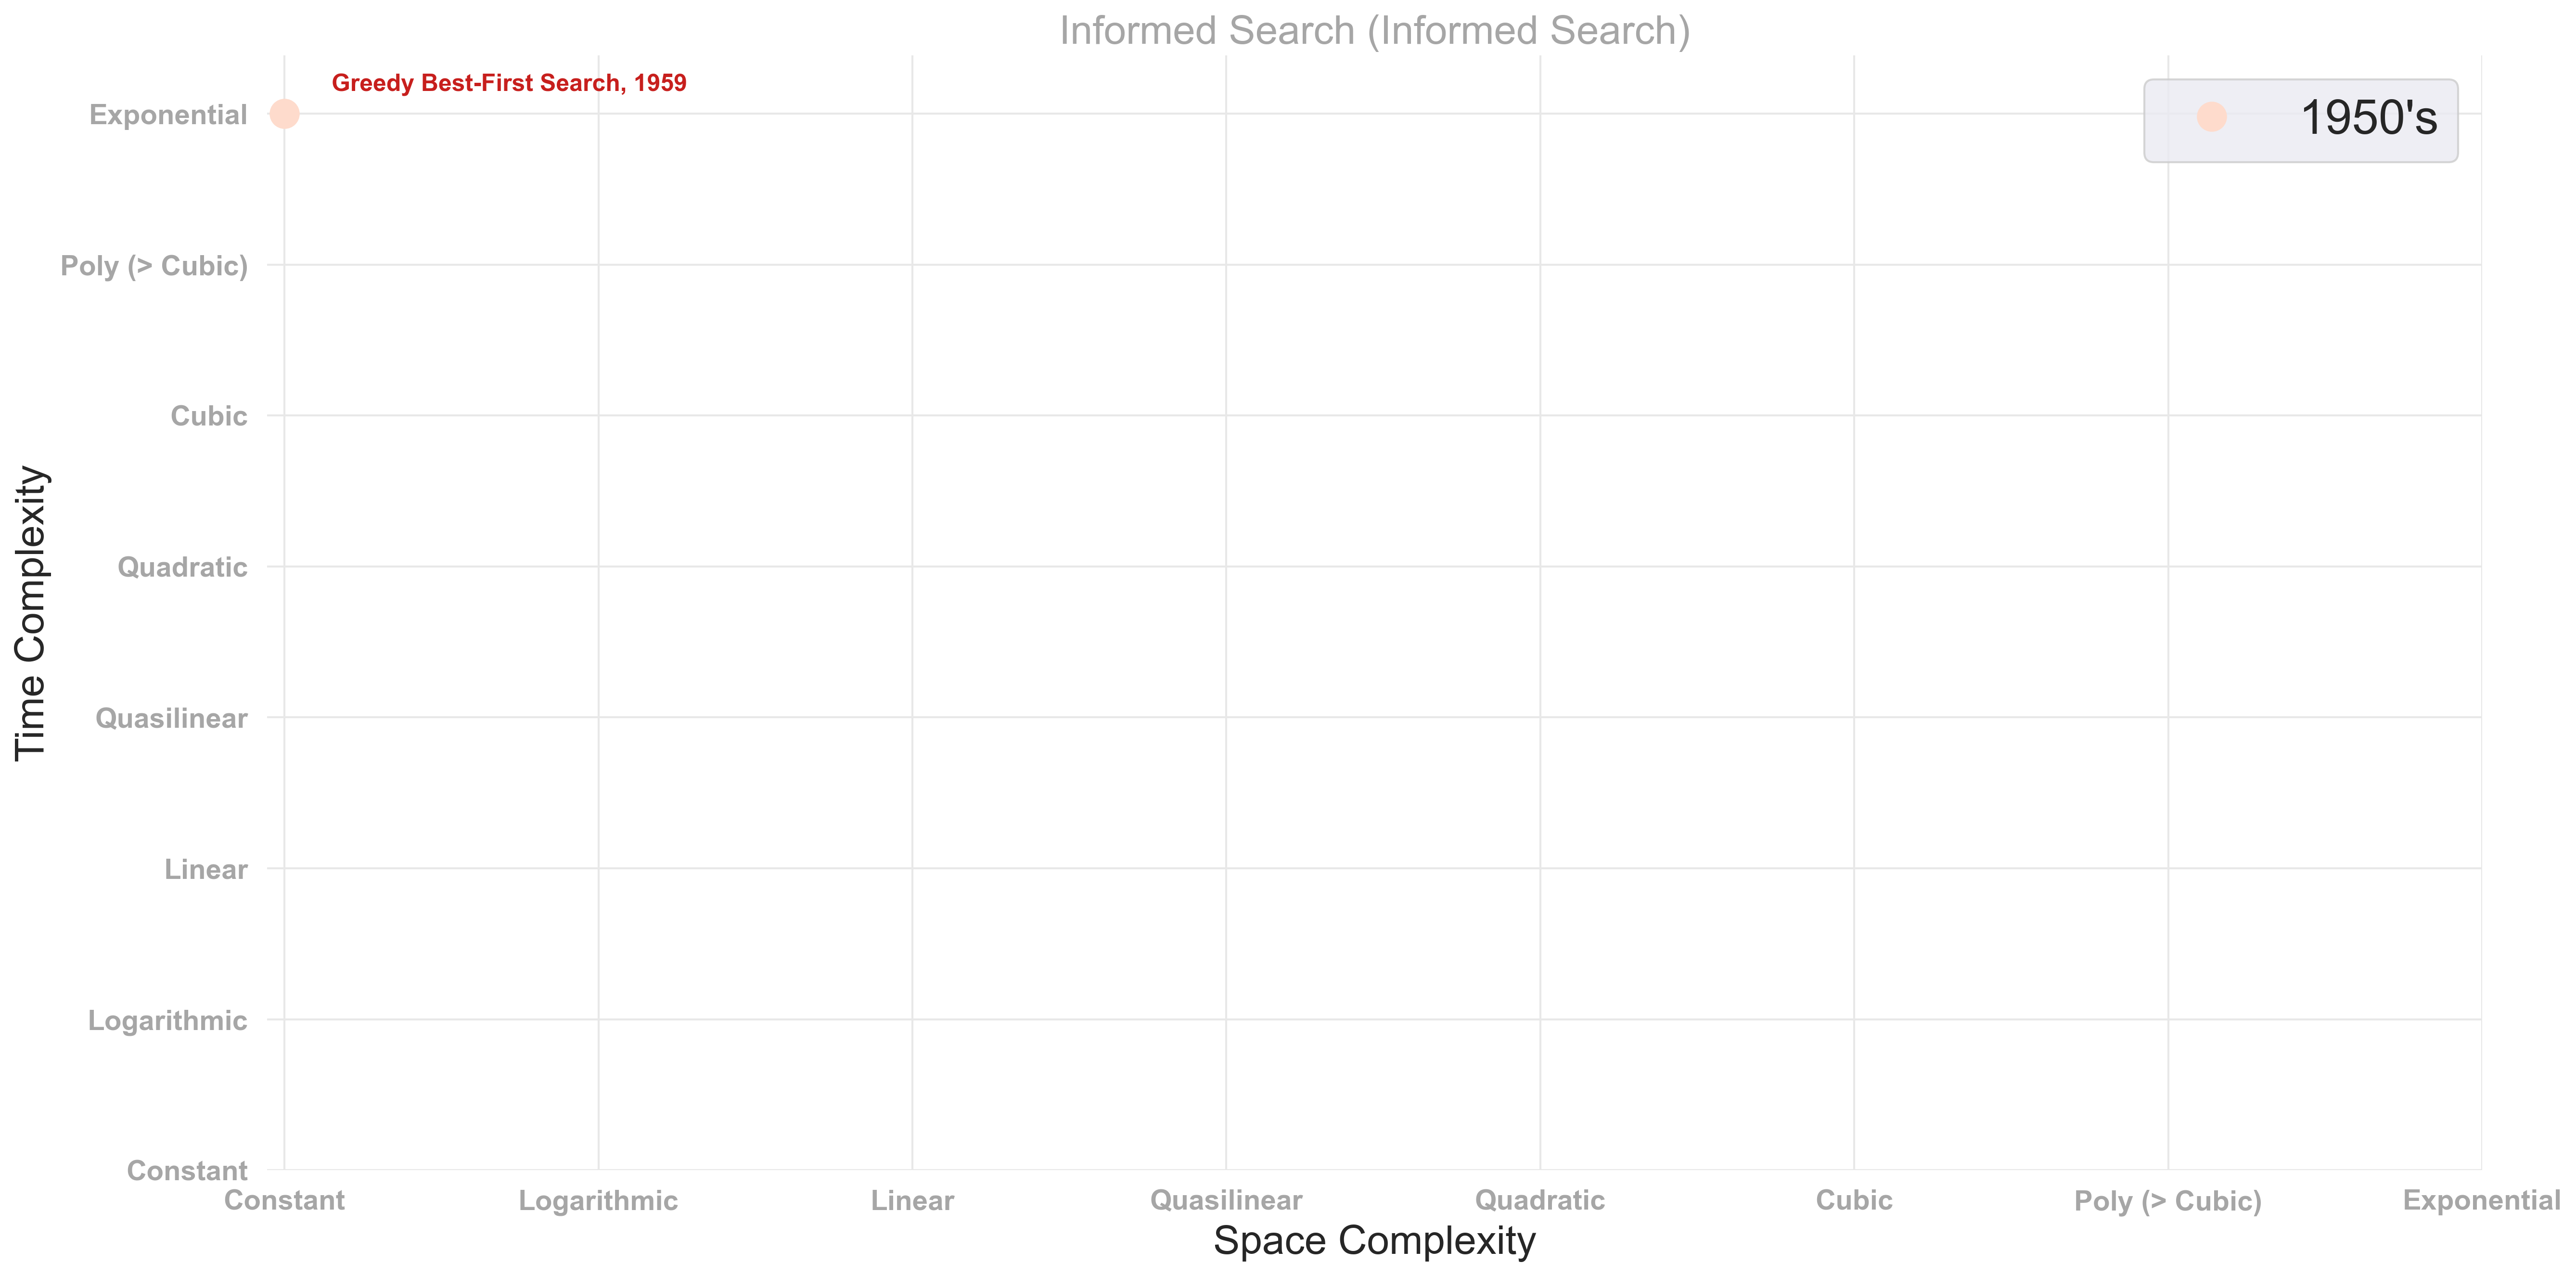 Informed Search (Informed Search)
Greedy Best-First Search, 1959
1950's
Time Complexity
Exponential
Poly (> Cubic)
Cubic
Quadratic
Quasilinear
Linear
Logarithmic
Constant
Constant
Logarithmic
Linear
Quasilinear
Quadratic
Cubic
Poly (> Cubic)
Exponential
Space Complexity